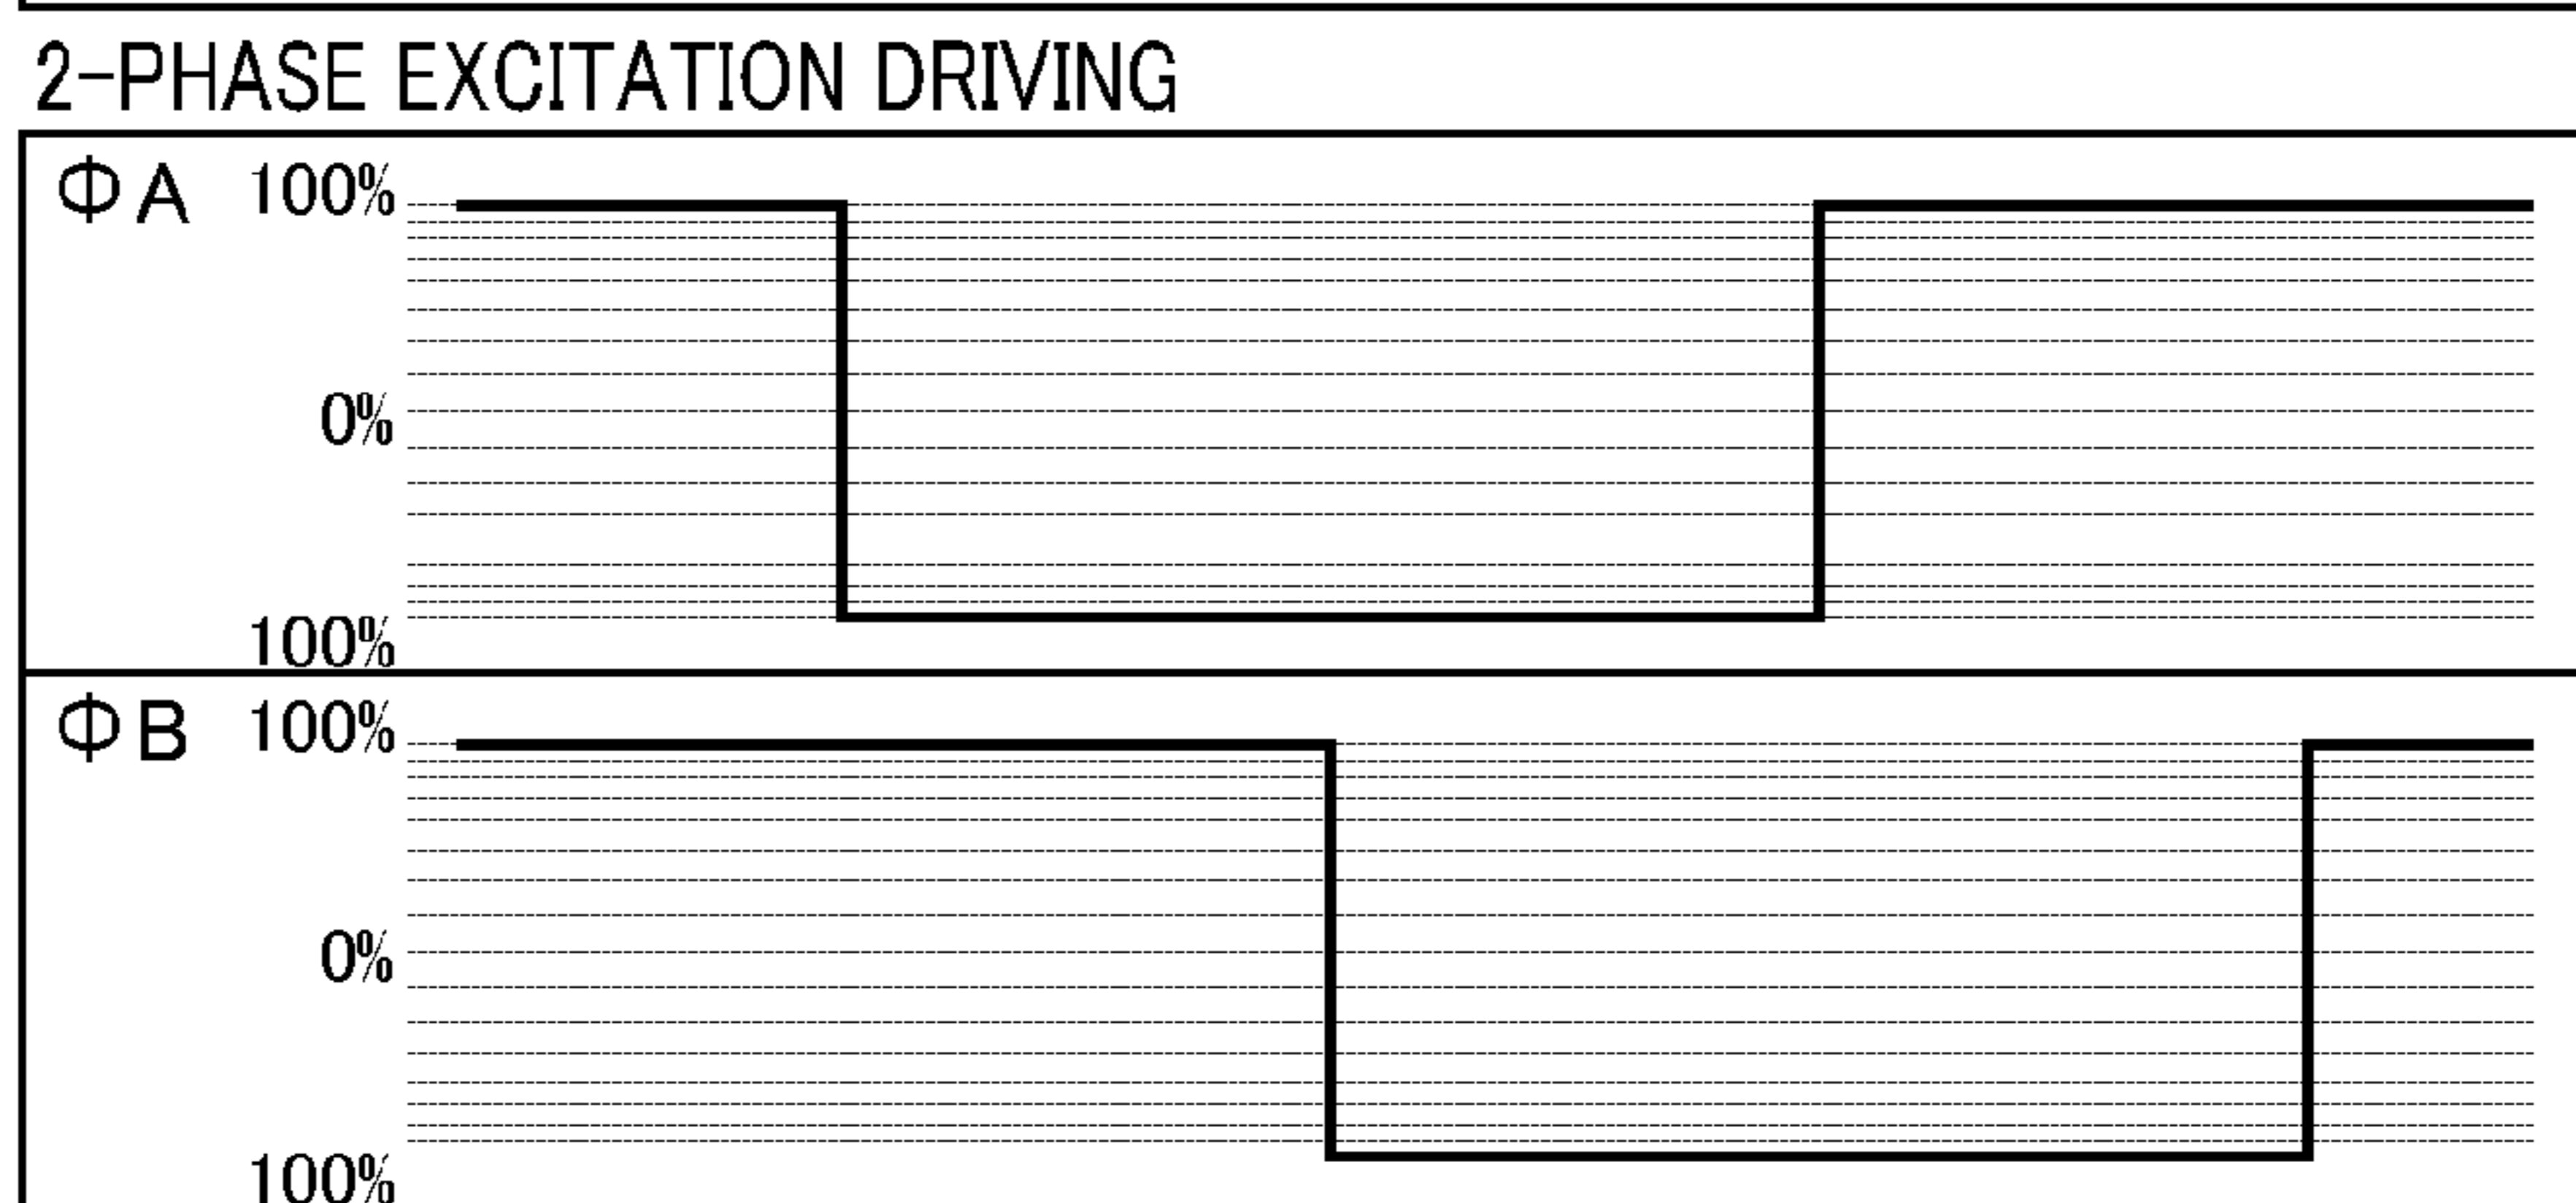 2-PHASE EXCITATION DRIVING
ΦA 100%
0%
100%
ΦB 100%
0%
100%